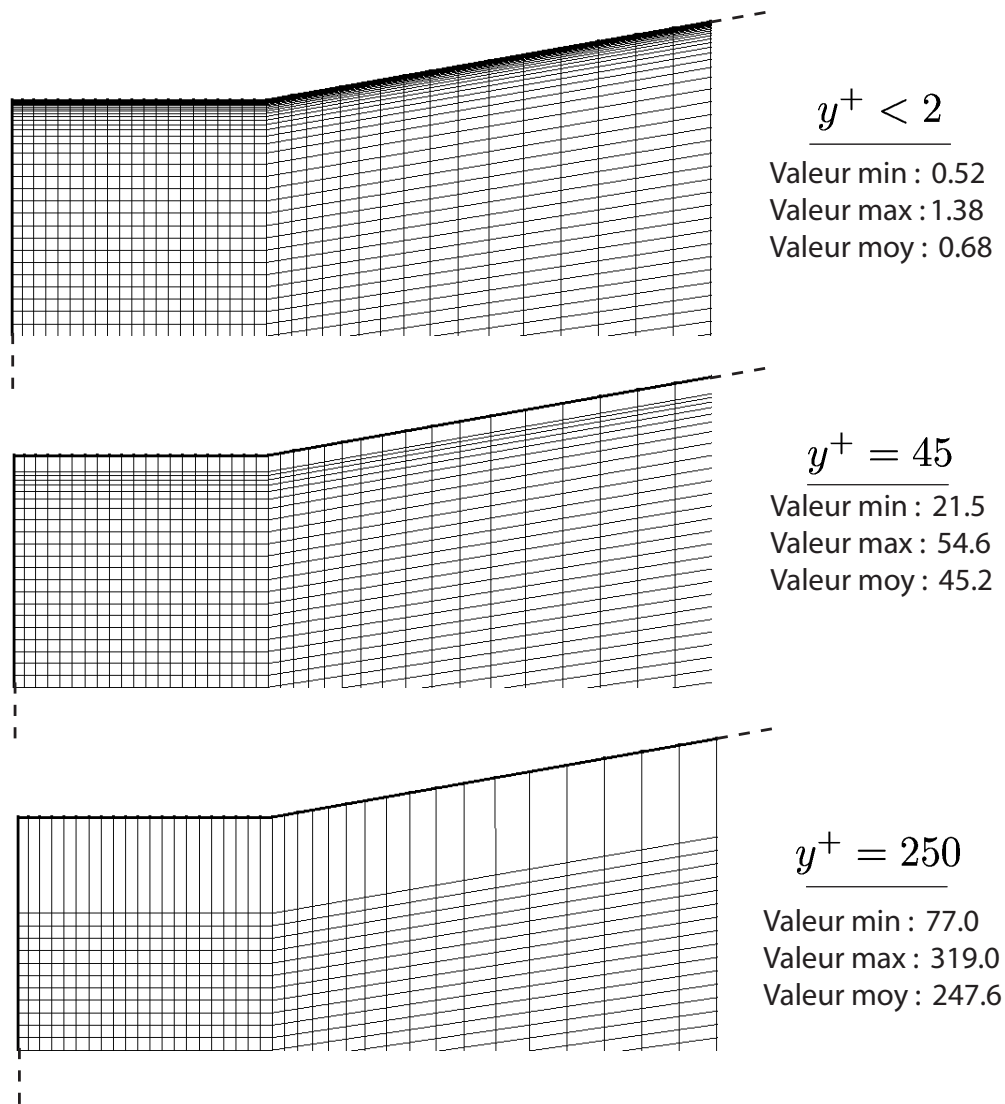 y⁺ < 2
Valeur min : 0.52
Valeur max : 1.38
Valeur moy : 0.68
y⁺ = 45
Valeur min : 21.5
Valeur max : 54.6
Valeur moy : 45.2
y⁺ = 250
Valeur min : 77.0
Valeur max : 319.0
Valeur moy : 247.6